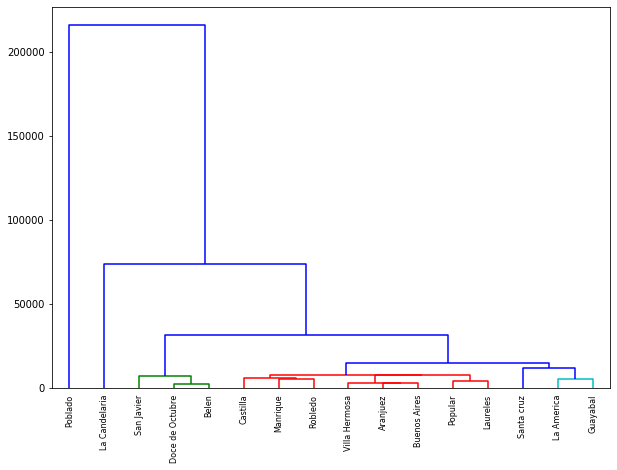 200000
150000
100000
50000
0
Poblado
La Candelaria
San Javier
Doce de Octubre
Belen
Castilla
Manrique
Robledo
Villa Hermosa
Aranjuez
Buenos Aires
Popular
Laureles
Santa cruz
La America
Guayabal